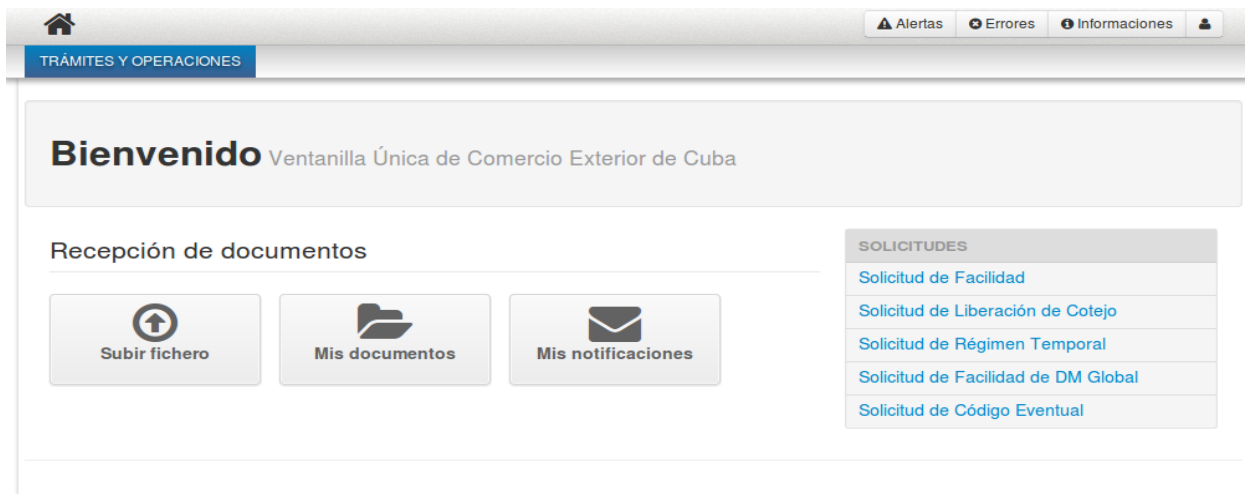 Alertas Errores Informaciones
TRÁMITES Y OPERACIONES
Bienvenido Ventanilla Única de Comercio Exterior de Cuba
Recepción de documentos
Subir fichero Mis documentos Mis notificaciones
SOLICITUDES
Solicitud de Facilidad
Solicitud de Liberación de Cotejo
Solicitud de Régimen Temporal
Solicitud de Facilidad de DM Global
Solicitud de Código Eventual